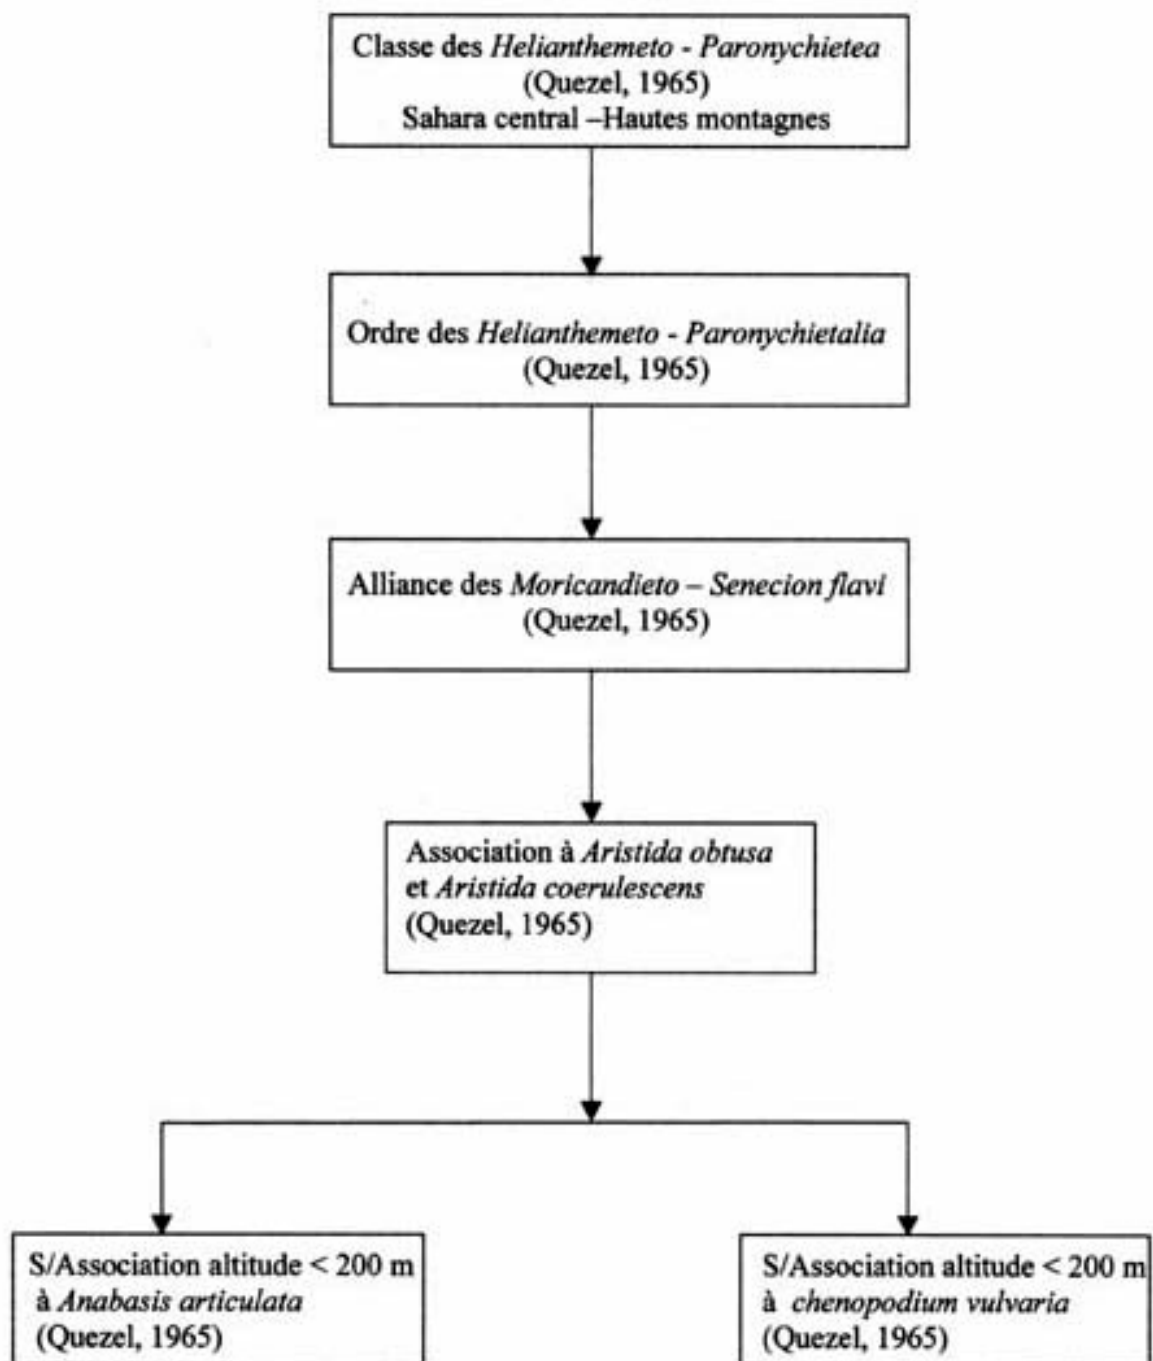 Classe des Helianthemeto - Paronychietea
(Quezel, 1965)
Sahara central –Hautes montagnes
Ordre des Helianthemeto - Paronychietalia
(Quezel, 1965)
Alliance des Moricandieto – Senecion flavi
(Quezel, 1965)
Association à Aristida obtusa
et Aristida coerulescens
(Quezel, 1965)
S/Association altitude < 200 m
à Anabasis articulata
(Quezel, 1965)
S/Association altitude < 200 m
à chenopodium vulvaria
(Quezel, 1965)